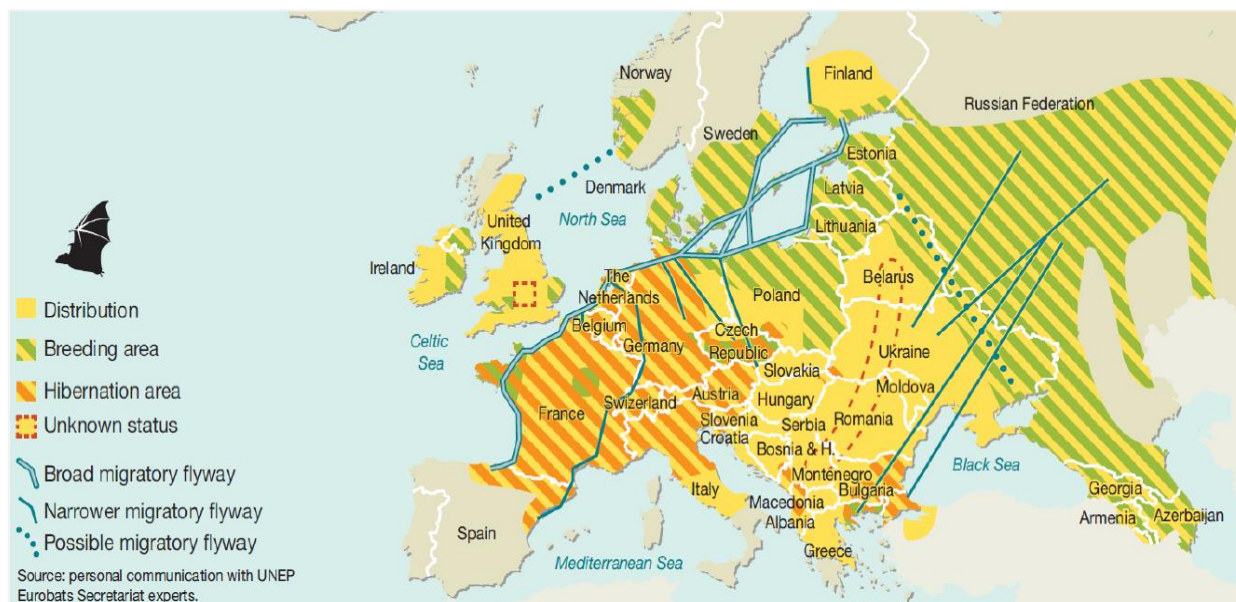 Norway
Finland
Russian Federation
Sweden
Estonia
Denmark
Latvia
North Sea
United
Kingdom
Lithuania
Ireland
The
Netherlands
Belarus
Poland
Belgium
Celtic
Sea
Germany
Czech
Republic
Ukraine
Slovakia
France
Swizerland
Austria
Hungary
Moldova
Slovenia
Croatia
Serbia
Romania
Bosnia & H.
Black Sea
Montenegro
Italy
Bulgaria
Macedonia
Albania
Georgia
Armenia
Azerbaijan
Spain
Mediterranean Sea
Greece
Distribution
Breeding area
Hibernation area
Unknown status
Broad migratory flyway
Narrower migratory flyway
Possible migratory flyway
Source: personal communication with UNEP
Eurobats Secretariat experts.